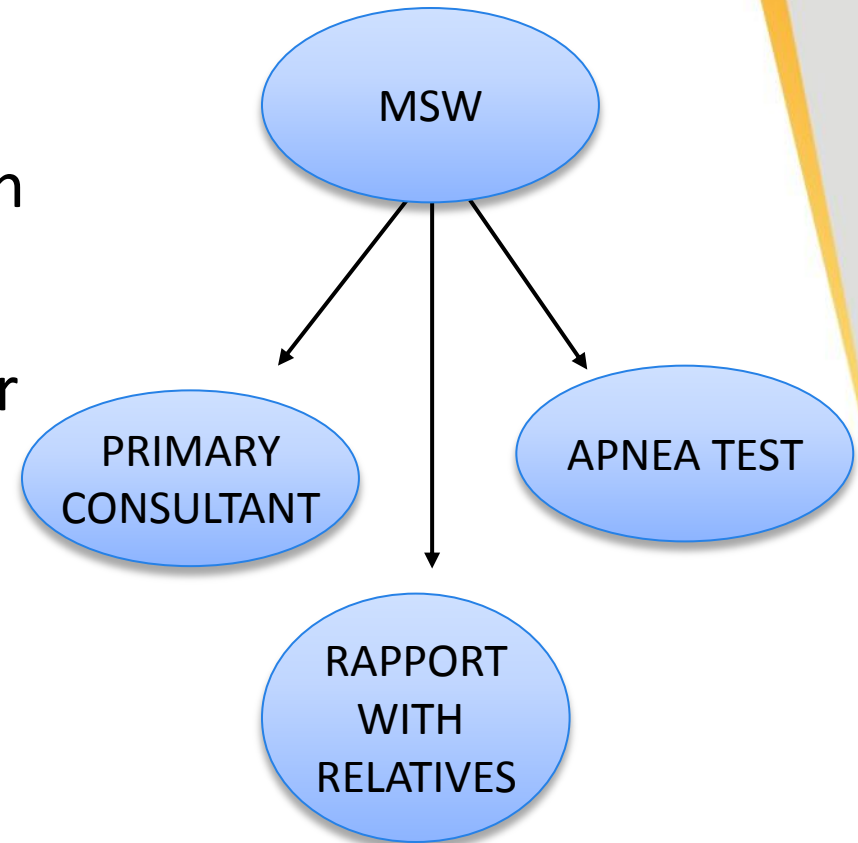 MSW
n
r
PRIMARY
CONSULTANT
APNEA TEST
RAPPORT
WITH
RELATIVES